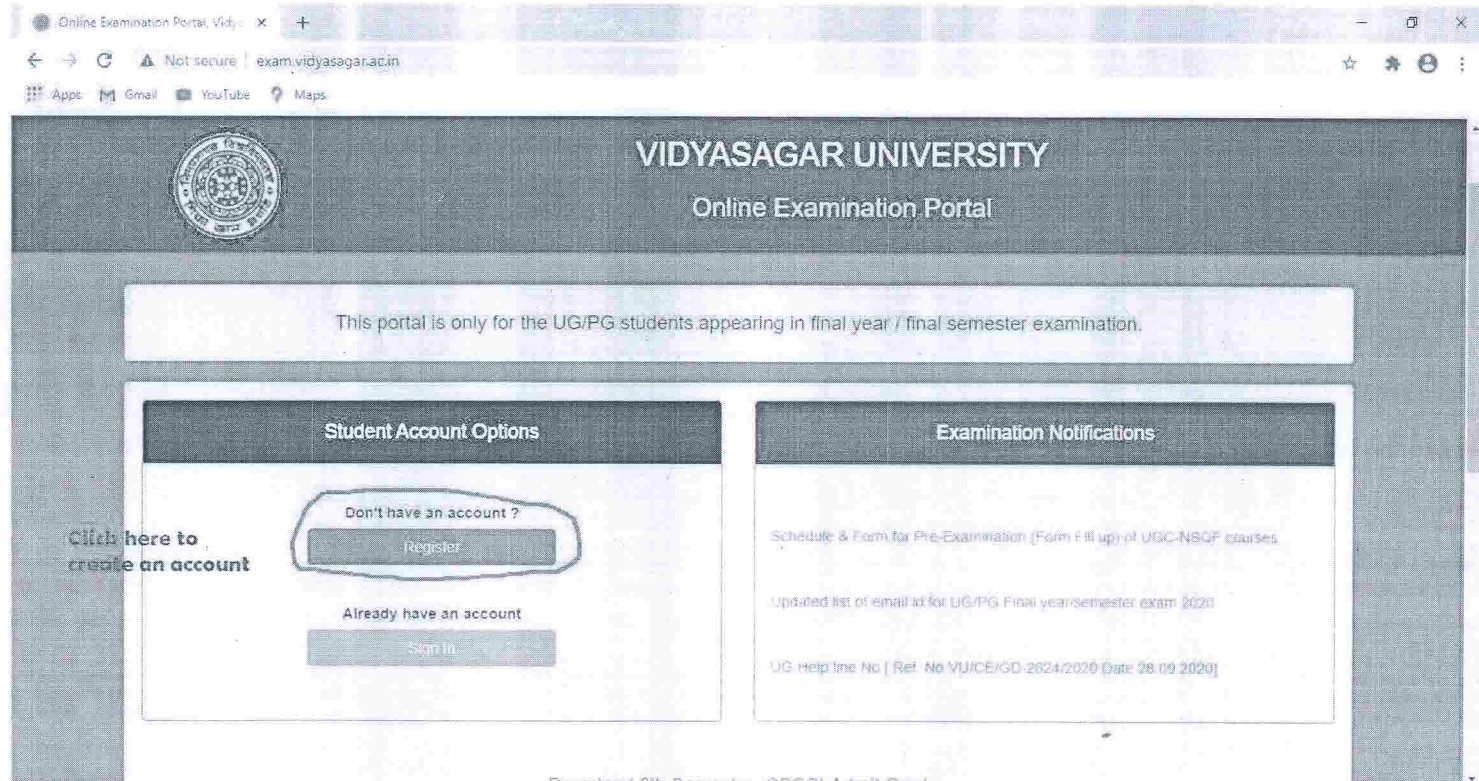 Online Examination Portal, Vidy
Not secure | exam.vidyasagar.ac.in
Apps Gmail YouTube Maps
VIDYASAGAR UNIVERSITY
Online Examination Portal
This portal is only for the UG/PG students appearing in final year / final semester examination.
Student Account Options
Don't have an account ?
Register
Click here to
create an account
Already have an account
Sign In
Examination Notifications
Schedule & Form for Pre-Examination (Form Fill up) of UGC-NSQF courses
Updated list of email id for UG/PG Final year/semester exam 2020
UG Help line No [ Ref. No VU/CE/GD-2624/2020 Date 28.09.2020]